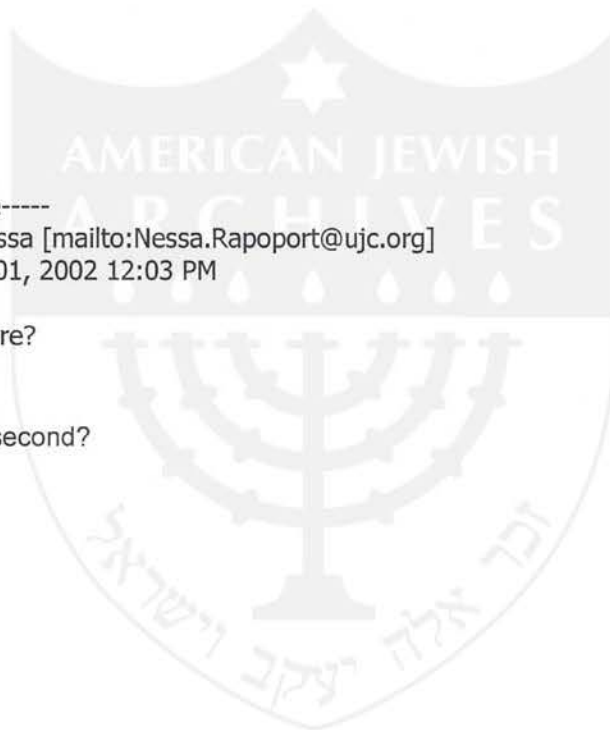 AMERICAN JEWISH
-----
ARCHIVES
ssa [mailto:Nessa.Rapoport@ujc.org]
01, 2002 12:03 PM
re?
second?
זכר אלה יעקב וישראל